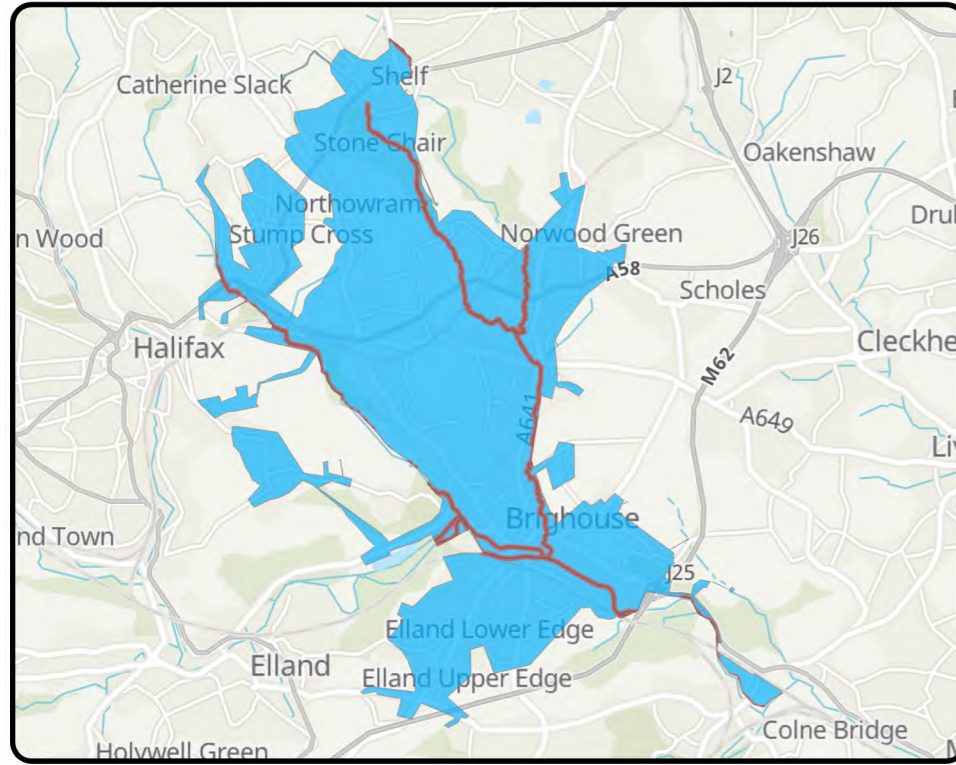 J2
Shelf
Catherine Slack
Stone Chair
Oakenshaw
Northowram
Dru
n Wood
Stump Cross
Norwood Green
J26
A58
Scholes
Halifax
Cleckhe
M62
A641
A649
Liv
Brighouse
nd Town
J25
Elland Lower Edge
Elland
Elland Upper Edge
Colne Bridge
Holywell Green